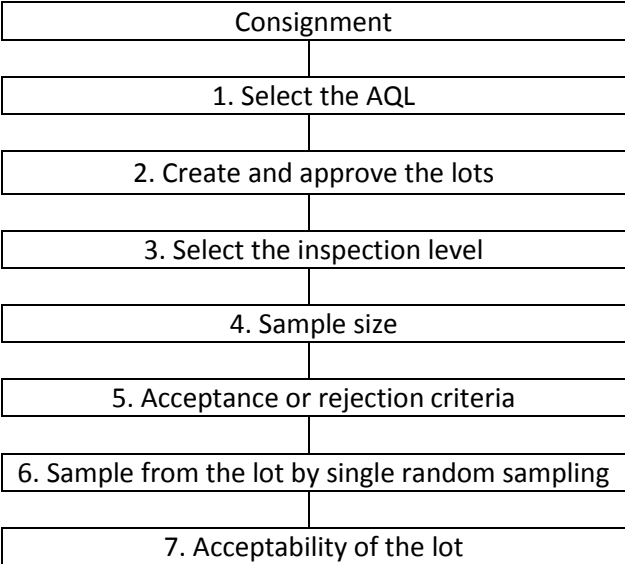 Consignment
1. Select the AQL
2. Create and approve the lots
3. Select the inspection level
4. Sample size
5. Acceptance or rejection criteria
6. Sample from the lot by single random sampling
7. Acceptability of the lot